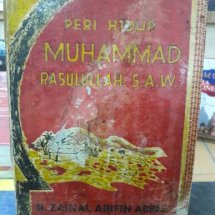 PERI HIDUP
MUHAMMAD
RASULULLAH S.A.W.
H. ZAINAL ARIFIN ABBAS